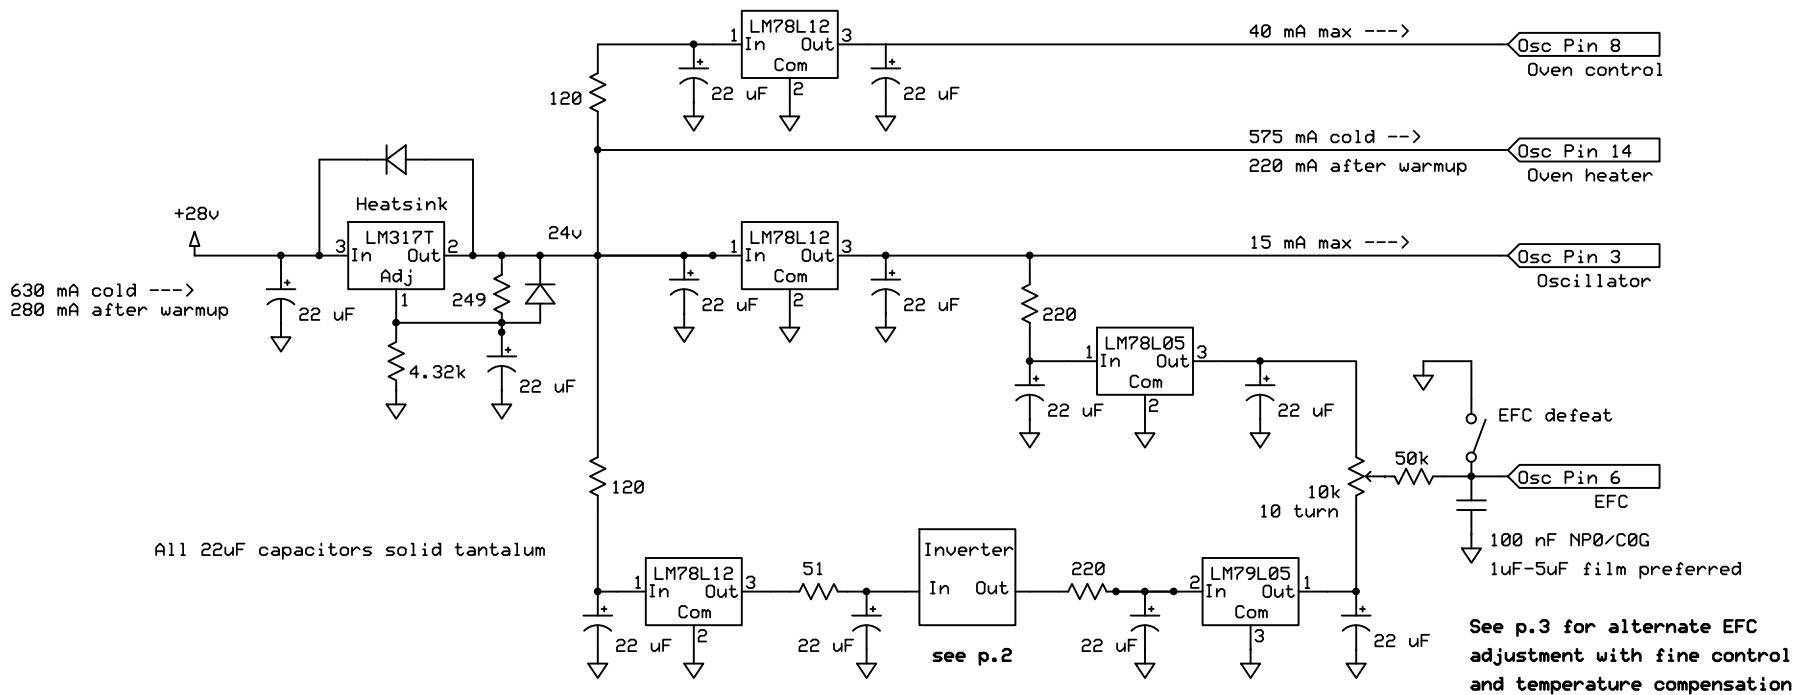 LM78L12
1
In
Out
3
Com
2
22 uF
22 uF
40 mA max --->
Osc Pin 8
Oven control
120
575 mA cold -->
220 mA after warmup
Osc Pin 14
Oven heater
+28v
Heatsink
LM317T
3
In
Out
2
Adj
1
24v
630 mA cold --->
280 mA after warmup
22 uF
249
4.32k
22 uF
LM78L12
1
In
Out
3
Com
2
22 uF
22 uF
15 mA max --->
Osc Pin 3
Oscillator
220
LM78L05
1
In
Out
3
Com
2
22 uF
22 uF
EFC defeat
50k
Osc Pin 6
EFC
10k
10 turn
100 nF NP0/C0G
1uF-5uF film preferred
120
All 22uF capacitors solid tantalum
LM78L12
1
In
Out
3
Com
2
22 uF
51
22 uF
Inverter
In
Out
see p.2
220
22 uF
LM79L05
2
In
Out
1
Com
3
22 uF
See p.3 for alternate EFC
adjustment with fine control
and temperature compensation